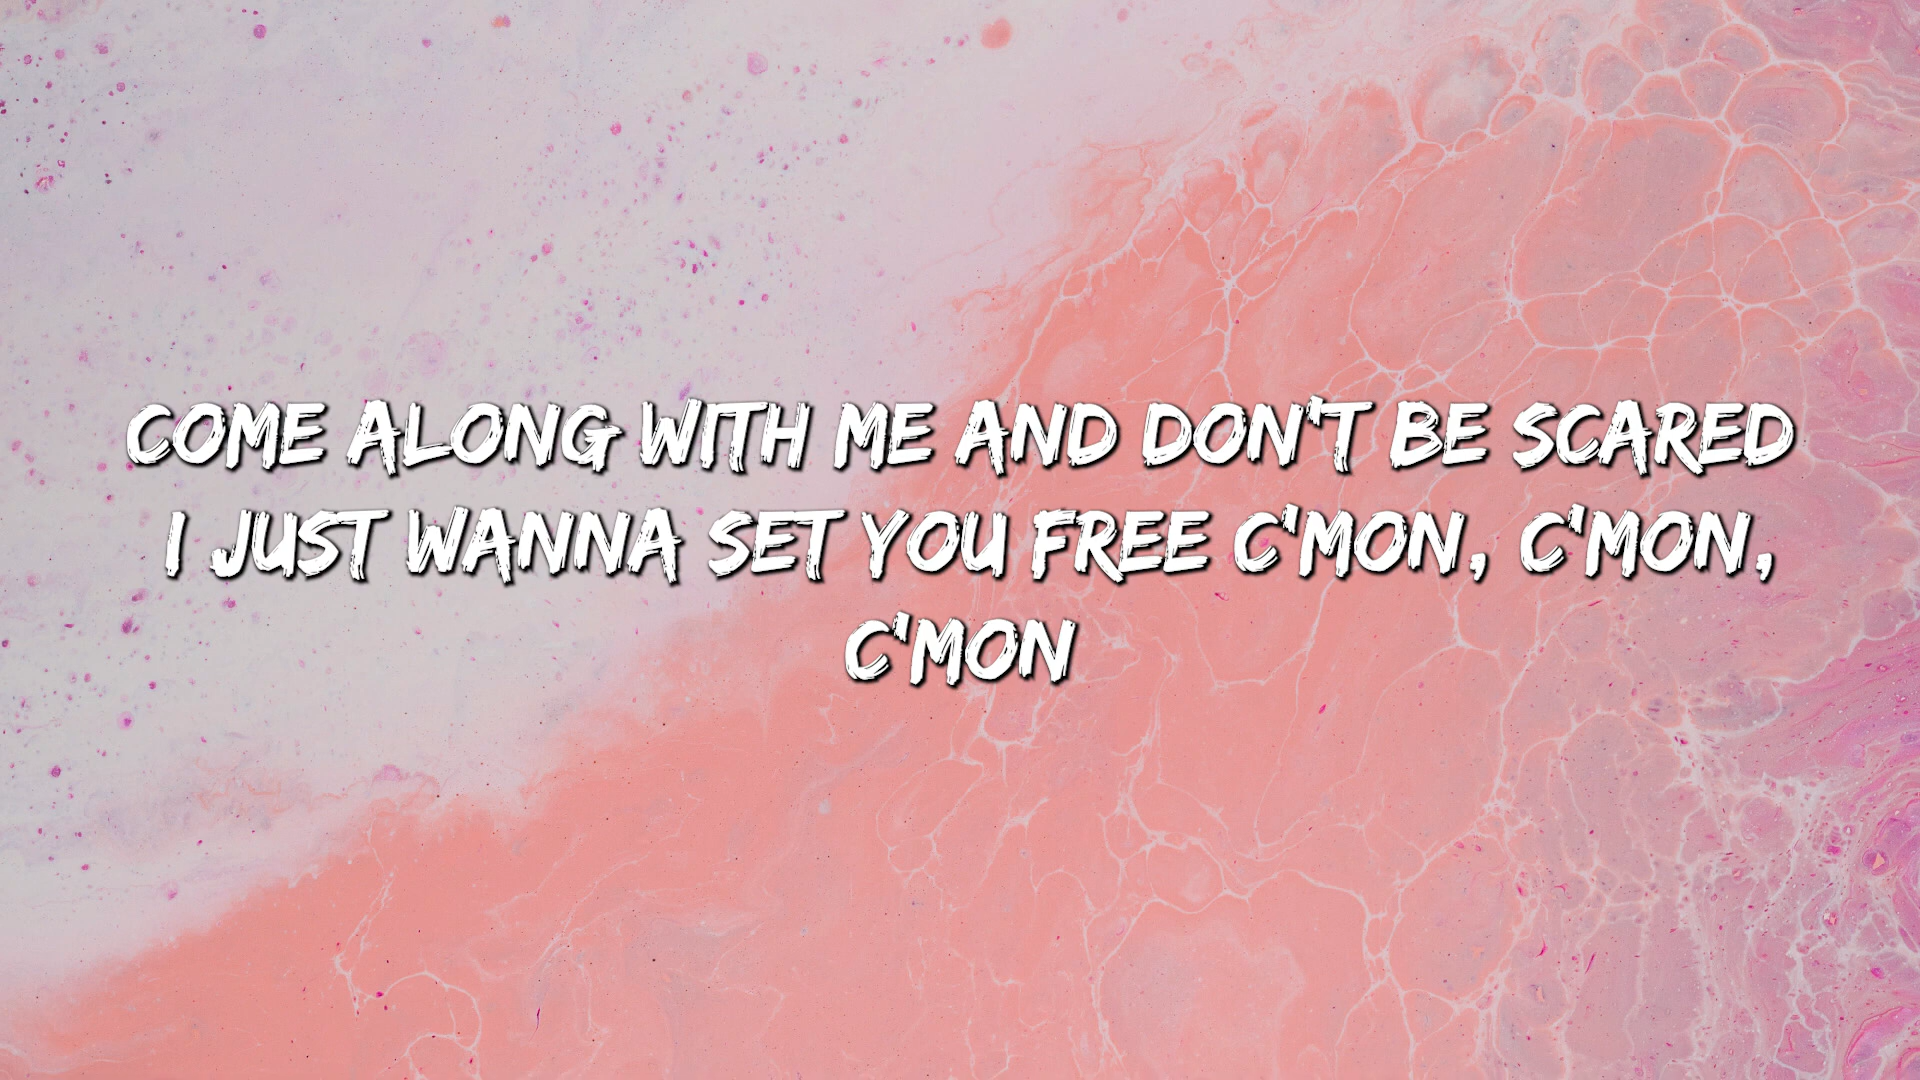 COME ALONG WITH ME AND DON'T BE SCARED
I JUST WANNA SET YOU FREE C'MON, C'MON,
C'MON